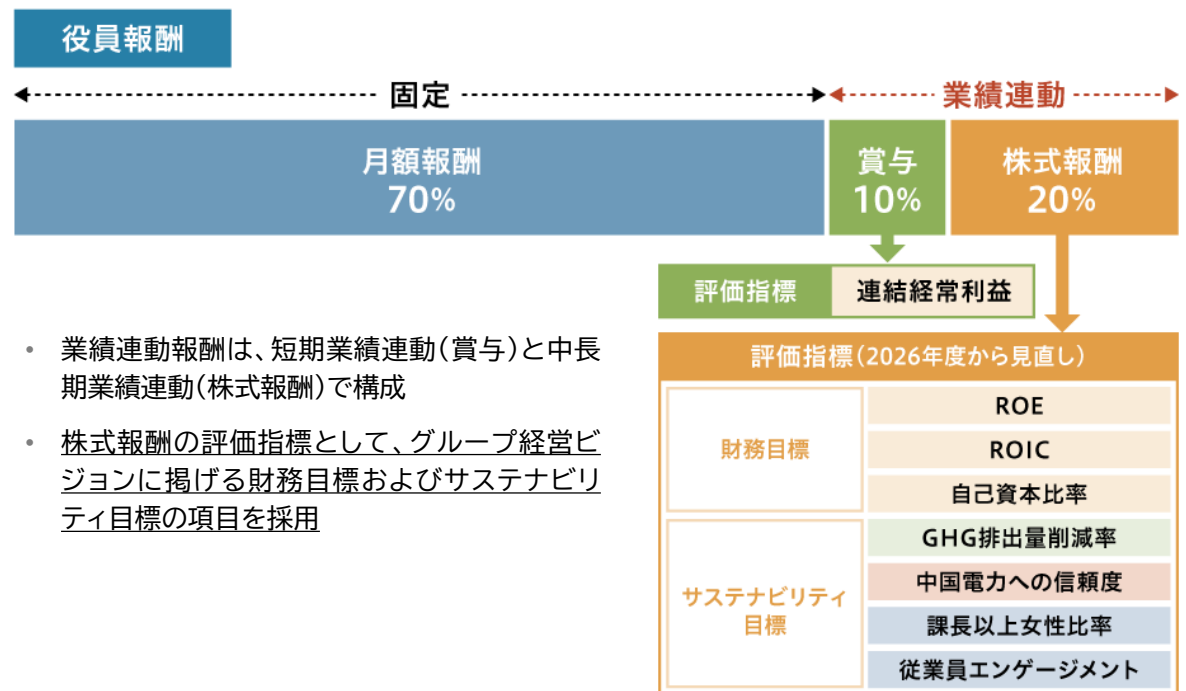 役員報酬
固定
業績連動
月額報酬
70%
賞与
10%
株式報酬
20%
評価指標
連結経常利益
• 業績連動報酬は、短期業績連動(賞与)と中長
期業績連動(株式報酬)で構成
• 株式報酬の評価指標として、グループ経営ビ
ジョンに掲げる財務目標およびサステナビリ
ティ目標の項目を採用
評価指標(2026年度から見直し)
財務目標
ROE
ROIC
自己資本比率
サステナビリティ
目標
GHG排出量削減率
中国電力への信頼度
課長以上女性比率
従業員エンゲージメント